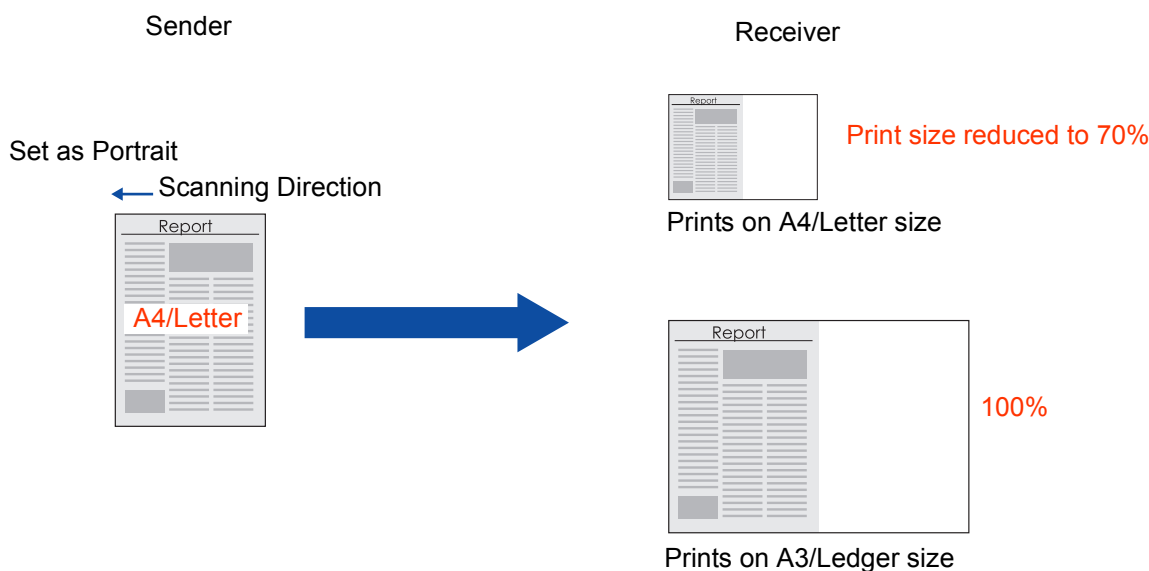 Sender
Receiver
Set as Portrait
Scanning Direction
Report
A4/Letter
Report
Print size reduced to 70%
Prints on A4/Letter size
Report
100%
Prints on A3/Ledger size